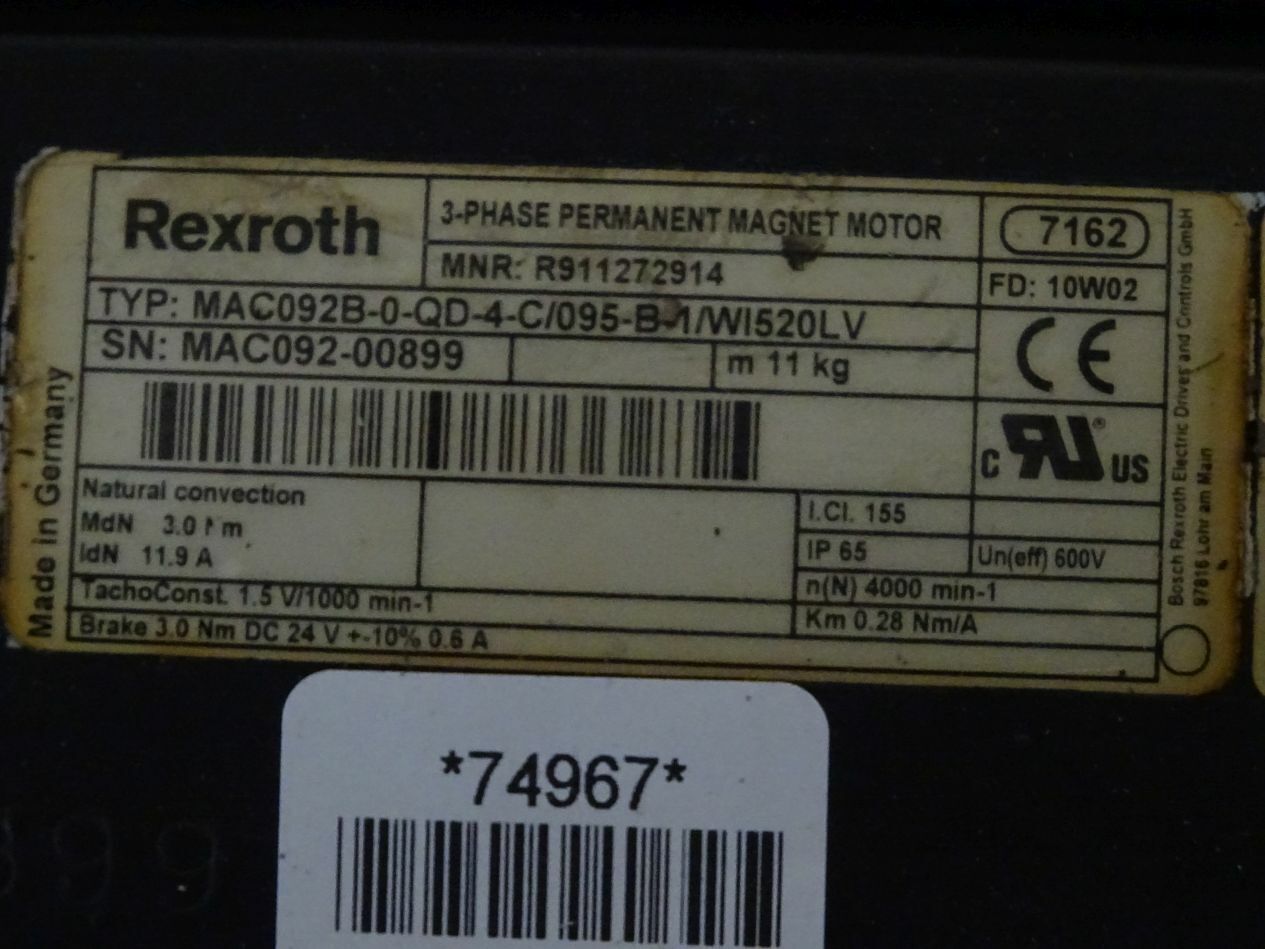 Rexroth
3-PHASE PERMANENT MAGNET MOTOR
7162
MNR: R911272914
FD: 10W02
TYP: MAC092B-0-QD-4-C/095-B-1/WI520LV
SN: MAC092-00899
m 11 kg
CE
C RU® US
Natural convection
MdN 3.0 m
IdN 11.9 A
I.Cl. 155
IP 65
Un(eff) 600V
n(N) 4000 min-1
TachoConst. 1.5 V/1000 min-1
Km 0.28 Nm/A
Brake 3.0 Nm DC 24 V +-10% 0.6 A
Made in Germany
Bosch Rexroth Electric Drives and Controls GmbH
97816 Lohr am Main
*74967*